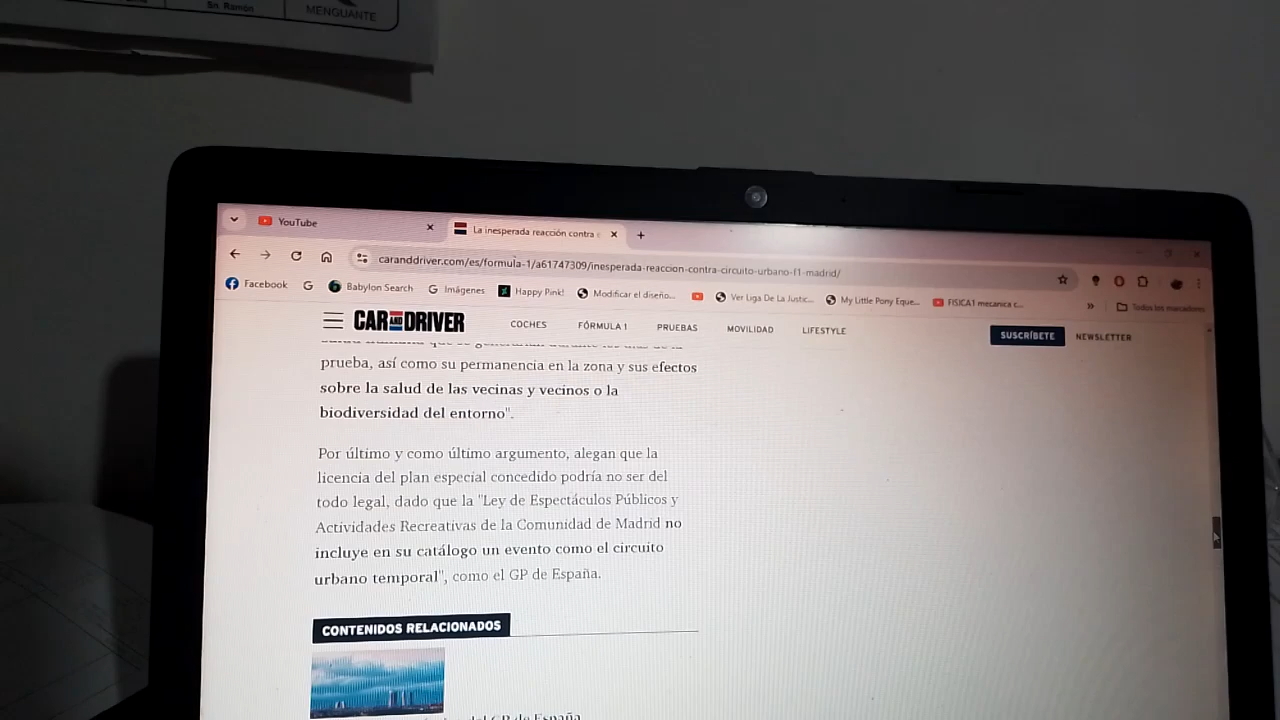 Sn Ramón
MENGUANTE
YouTube
La inesperada reacción contra e
caranddriver.com/es/formula-1/a61747309/inesperada-reaccion-contra-circuito-urbano-f1-madrid/
Facebook
Babylon Search
Imágenes
Happy Pink!
Modificar el diseño...
Ver Liga De La Justic...
My Little Pony Eque...
FISICA1 mecanica c...
»
Todos los marcadores
CAR AND DRIVER
COCHES
FÓRMULA 1
PRUEBAS
MOVILIDAD
LIFESTYLE
SUSCRÍBETE
NEWSLETTER
prueba, así como su permanencia en la zona y sus efectos
sobre la salud de las vecinas y vecinos o la
biodiversidad del entorno".
Por último y como último argumento, alegan que la
licencia del plan especial concedido podría no ser del
todo legal, dado que la "Ley de Espectáculos Públicos y
Actividades Recreativas de la Comunidad de Madrid no
incluye en su catálogo un evento como el circuito
urbano temporal", como el GP de España.
CONTENIDOS RELACIONADOS
del GP de España